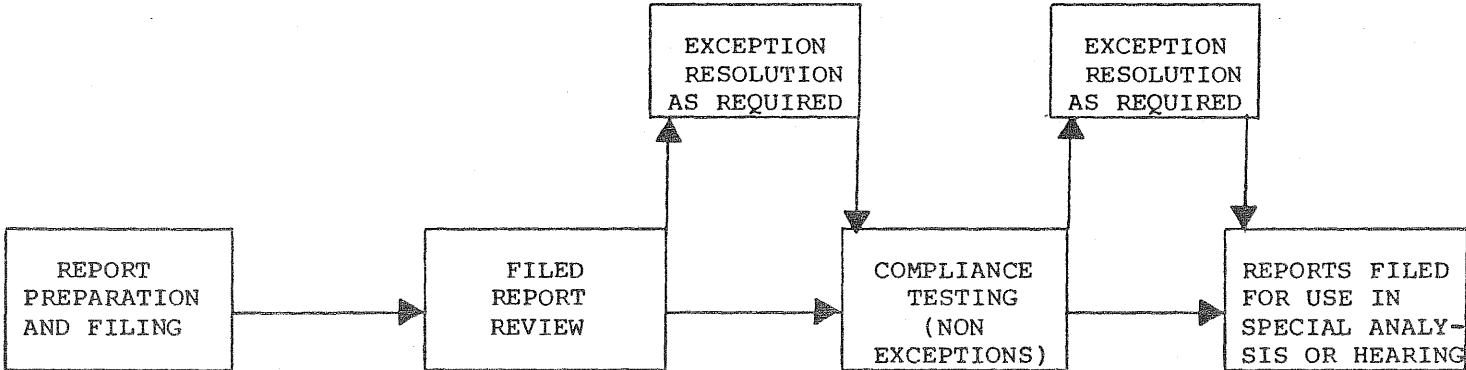 EXCEPTION
RESOLUTION
AS REQUIRED
EXCEPTION
RESOLUTION
AS REQUIRED
REPORT
PREPARATION
AND FILING
FILED
REPORT
REVIEW
COMPLIANCE
TESTING
(NON
EXCEPTIONS)
REPORTS FILED
FOR USE IN
SPECIAL ANALY-
SIS OR HEARING